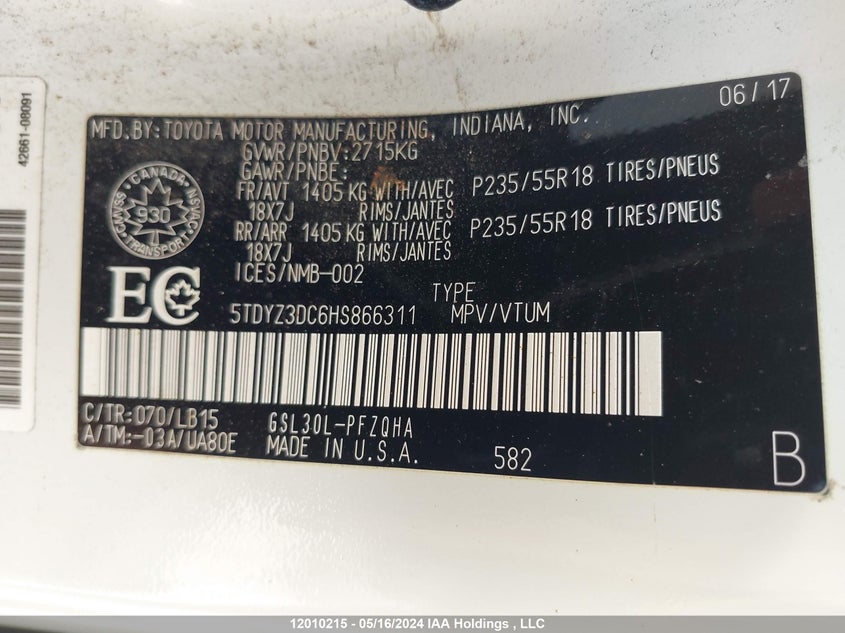 42661-08091
06/17
MFD.BY:TOYOTA MOTOR MANUFACTURING, INDIANA, INC.
GVWR/PNBV:2715KG
GAWR/PNBE:
FR/AVT 1405 KG WITH/AVEC P235/55R18 TIRES/PNEUS
18X7J RIMS/JANTES
RR/ARR 1405 KG WITH/AVEC P235/55R18 TIRES/PNEUS
18X7J RIMS/JANTES
ICES/NMB-002
CANADA
CMVSS NSVAC
930
TRANSPORT
EC
TYPE
5TDYZ3DC6HS866311 MPV/VTUM
C/TR:070/LB15 GSL30L-PFZQHA
A/TM:-03A/UA80E MADE IN U.S.A. 582
B
12010215 - 05/16/2024 IAA Holdings , LLC